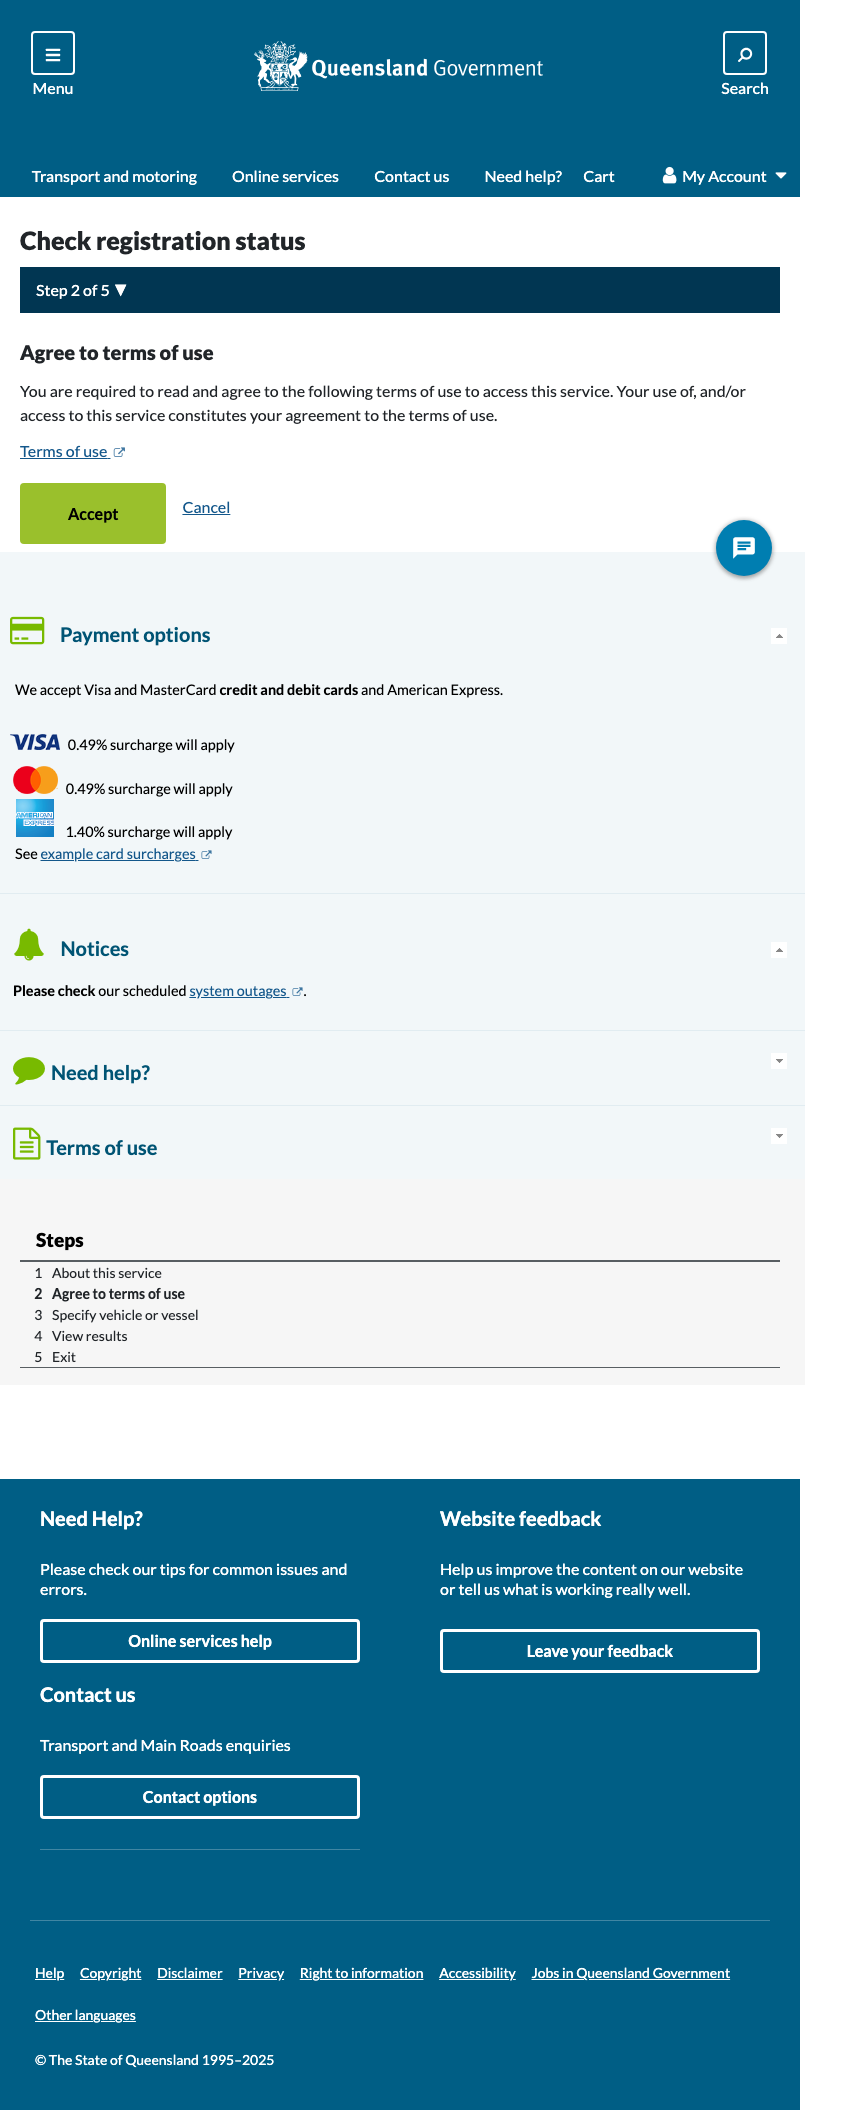 Menu
Queensland Government
Search
Transport and motoring
Online services
Contact us
Need help?
Cart
My Account
Check registration status
Step 2 of 5 ▼
Agree to terms of use
You are required to read and agree to the following terms of use to access this service. Your use of, and/or
access to this service constitutes your agreement to the terms of use.
Terms of use
Accept
Cancel
Payment options
We accept Visa and MasterCard credit and debit cards and American Express.
VISA 0.49% surcharge will apply
0.49% surcharge will apply
AMERICAN
EXPRESS
1.40% surcharge will apply
See example card surcharges
Notices
Please check our scheduled system outages .
Need help?
Terms of use
Steps
1 About this service
2 Agree to terms of use
3 Specify vehicle or vessel
4 View results
5 Exit
Need Help?
Please check our tips for common issues and
errors.
Online services help
Contact us
Transport and Main Roads enquiries
Contact options
Website feedback
Help us improve the content on our website
or tell us what is working really well.
Leave your feedback
Help Copyright Disclaimer Privacy Right to information Accessibility Jobs in Queensland Government
Other languages
© The State of Queensland 1995–2025